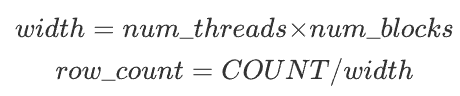 width = num_threads×num_blocks
row_count = COUNT/width